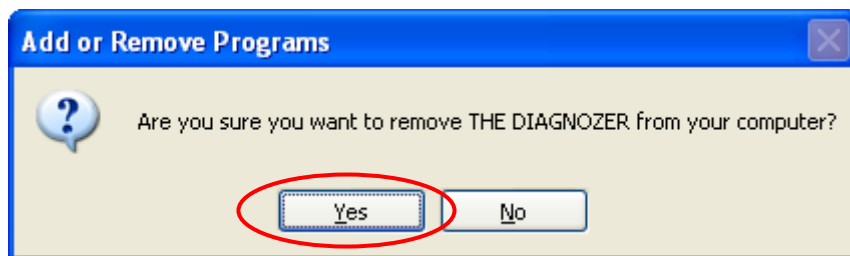 Add or Remove Programs
Are you sure you want to remove THE DIAGNOZER from your computer?
Yes No